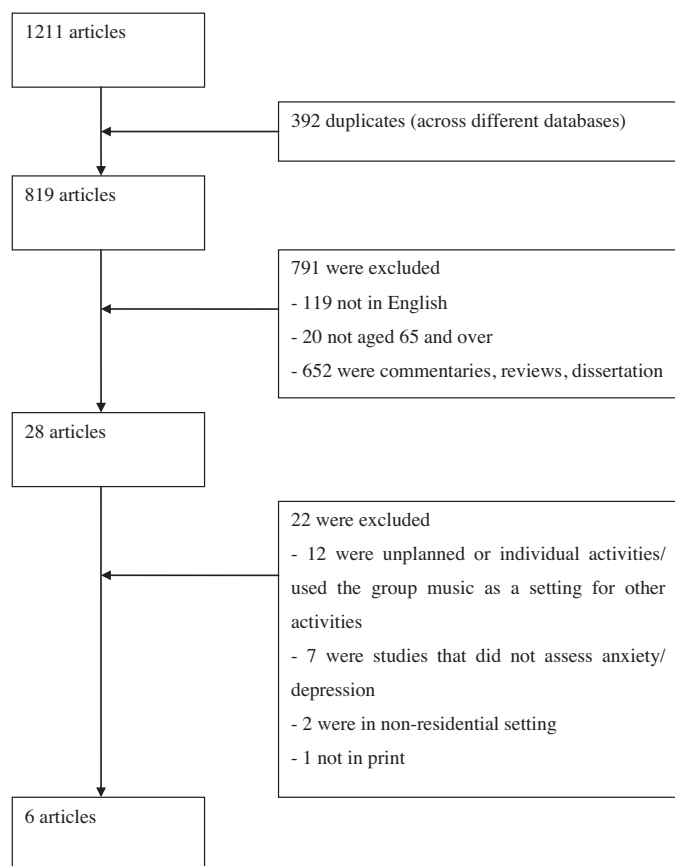 1211 articles
392 duplicates (across different databases)
819 articles
791 were excluded
- 119 not in English
- 20 not aged 65 and over
- 652 were commentaries, reviews, dissertation
28 articles
22 were excluded
- 12 were unplanned or individual activities/
used the group music as a setting for other
activities
- 7 were studies that did not assess anxiety/
depression
- 2 were in non-residential setting
- 1 not in print
6 articles